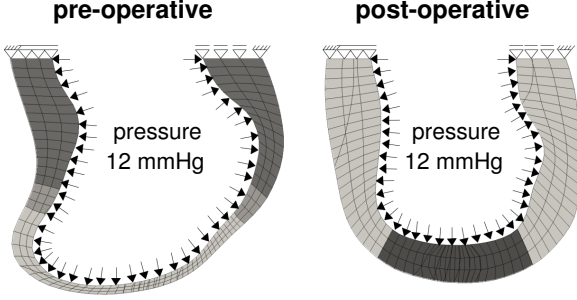 pre-operative
post-operative
pressure
12 mmHg
pressure
12 mmHg